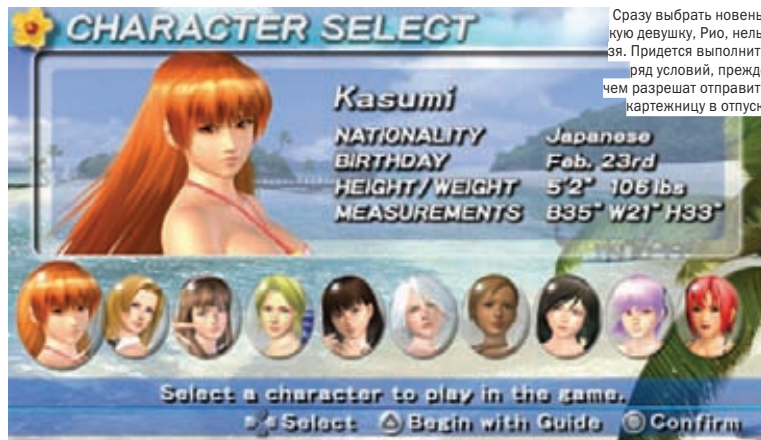 CHARACTER SELECT
Сразу выбрать новень
кую девушку, Рио, нель
зя. Придется выполнит
ряд условий, прежд
чем разрешат отправит
картежницу в отпуск
Kasumi
NATIONALITY Japanese
BIRTHDAY Feb. 23rd
HEIGHT/WEIGHT 5'2" 106 lbs
MEASUREMENTS B35" W21" H33"
Select a character to play in the game.
Select Begin with Guide Confirm